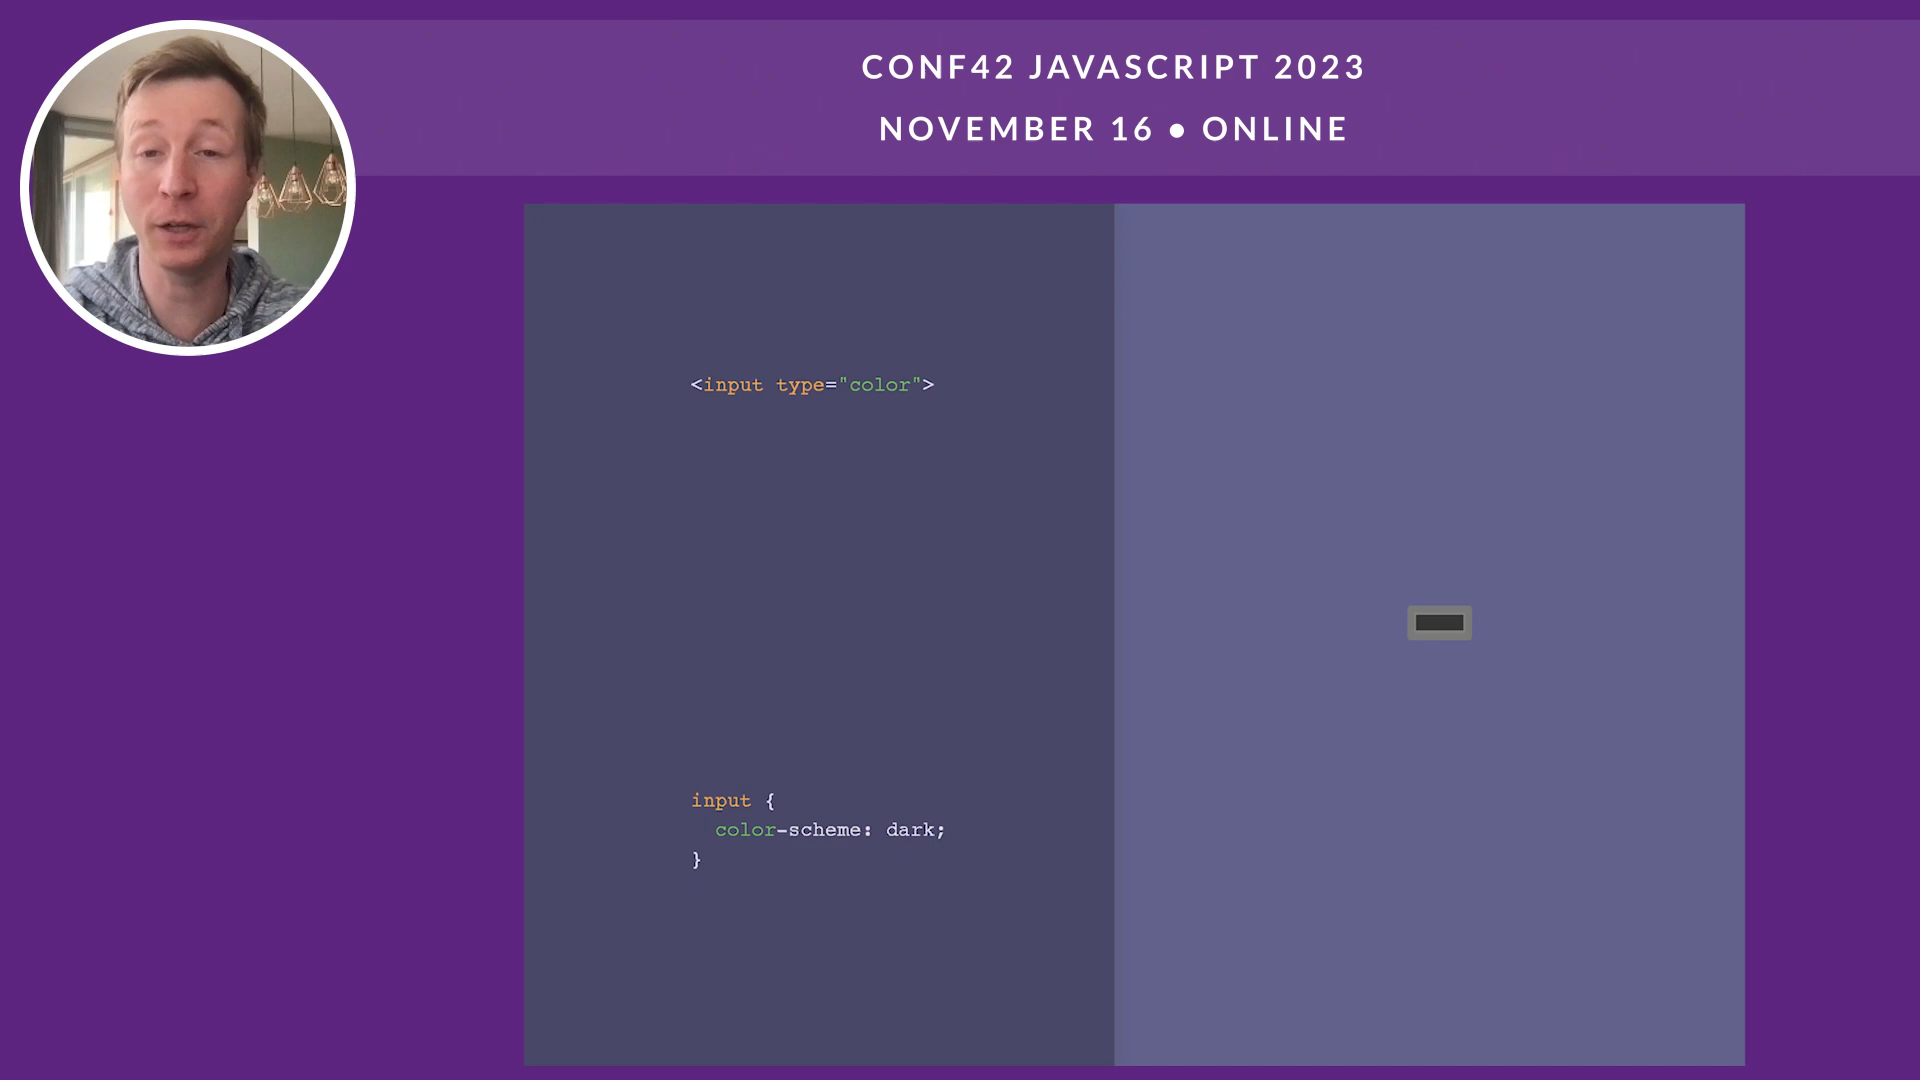 CONF42 JAVASCRIPT 2023
NOVEMBER 16 • ONLINE
<input type="color">
input {
  color-scheme: dark;
}